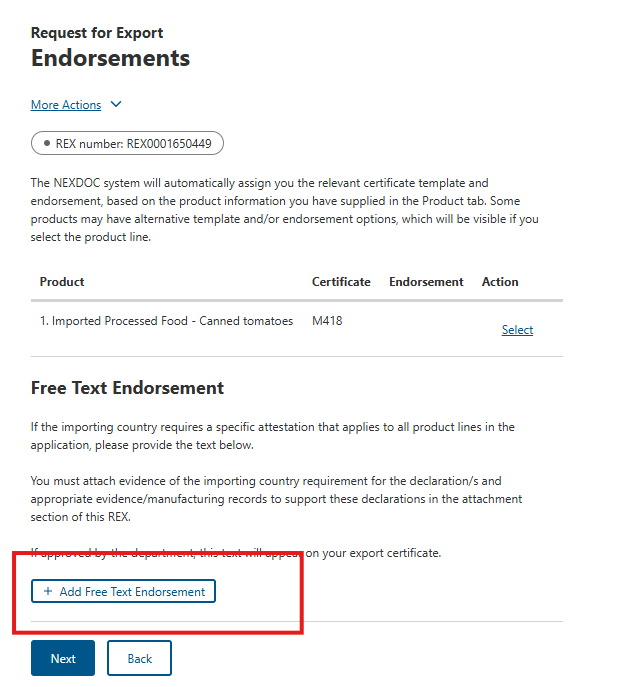 Request for Export
Endorsements
More Actions
REX number: REX0001650449
The NEXDOC system will automatically assign you the relevant certificate template and
endorsement, based on the product information you have supplied in the Product tab. Some
products may have alternative template and/or endorsement options, which will be visible if you
select the product line.
Product Certificate Endorsement Action
1. Imported Processed Food - Canned tomatoes M418
Select
Free Text Endorsement
If the importing country requires a specific attestation that applies to all product lines in the
application, please provide the text below.
You must attach evidence of the importing country requirement for the declaration/s and
appropriate evidence/manufacturing records to support these declarations in the attachment
section of this REX.
If approved by the department, this text will appear on your export certificate.
+ Add Free Text Endorsement
Next Back